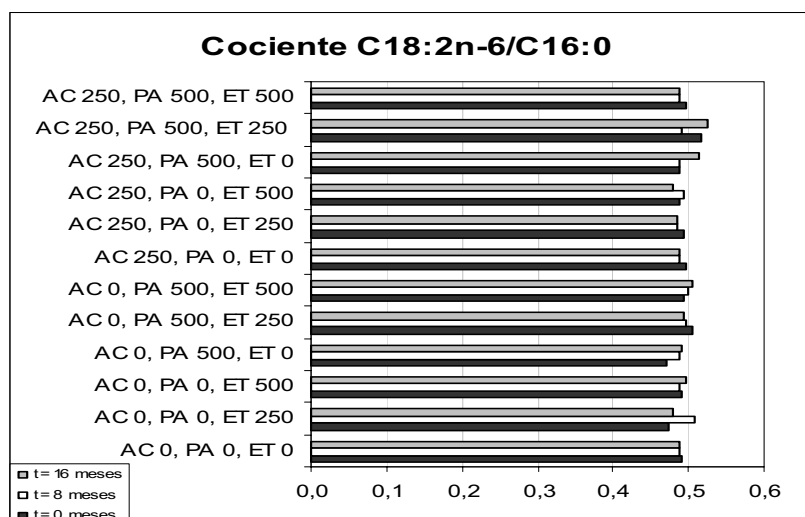 Cociente C18:2n-6/C16:0
AC 250, PA 500, ET 500
AC 250, PA 500, ET 250
AC 250, PA 500, ET 0
AC 250, PA 0, ET 500
AC 250, PA 0, ET 250
AC 250, PA 0, ET 0
AC 0, PA 500, ET 500
AC 0, PA 500, ET 250
AC 0, PA 500, ET 0
AC 0, PA 0, ET 500
AC 0, PA 0, ET 250
AC 0, PA 0, ET 0
0,0 0,1 0,2 0,3 0,4 0,5 0,6
t= 16 meses
t= 8 meses
t= 0 meses